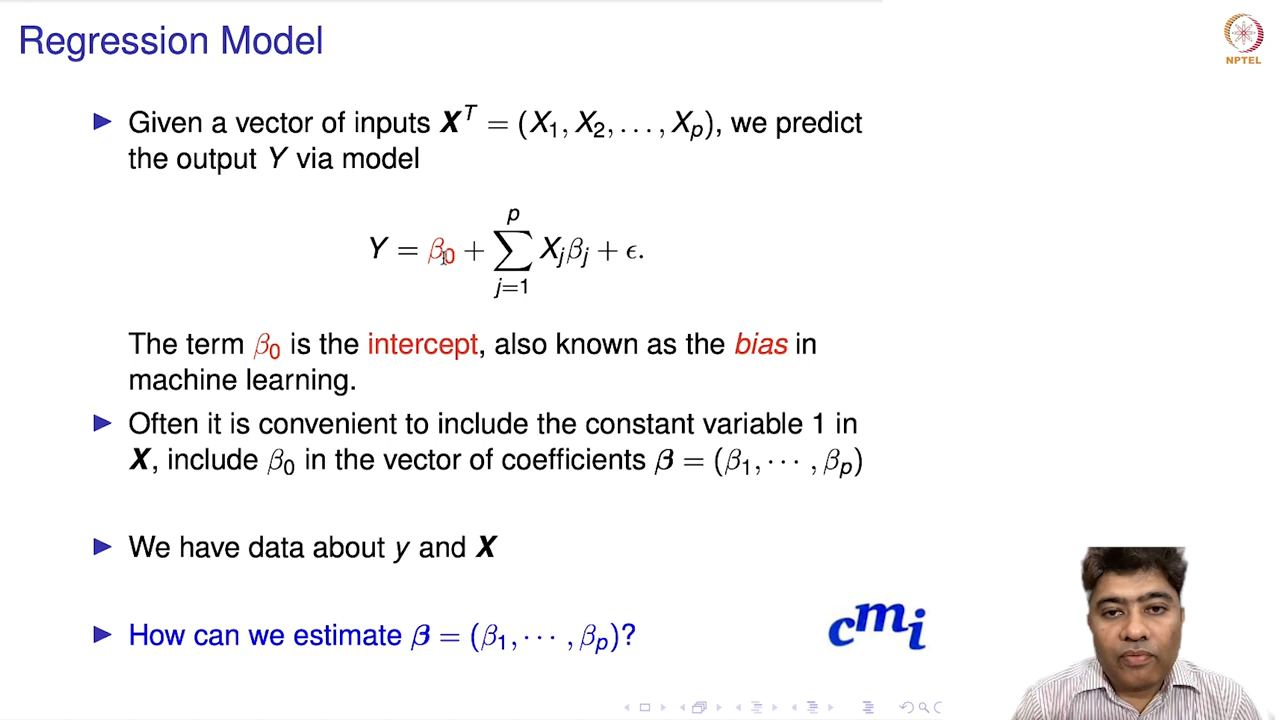 Regression Model
NPTEL
▶ Given a vector of inputs X^T = (X_1, X_2, . . . , X_p), we predict
the output Y via model
Y = β_0 + ∑_{j=1}^{p} X_jβ_j + ϵ.
The term β_0 is the intercept, also known as the bias in
machine learning.
▶ Often it is convenient to include the constant variable 1 in
X, include β_0 in the vector of coefficients β = (β_1, ⋯ , β_p)
▶ We have data about y and X
▶ How can we estimate β = (β_1, ⋯ , β_p)?
cmi